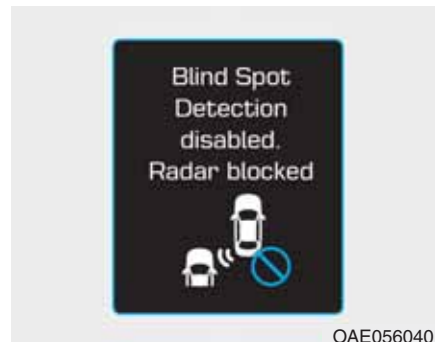 Blind Spot
Detection
disabled.
Radar blocked
OAE056040